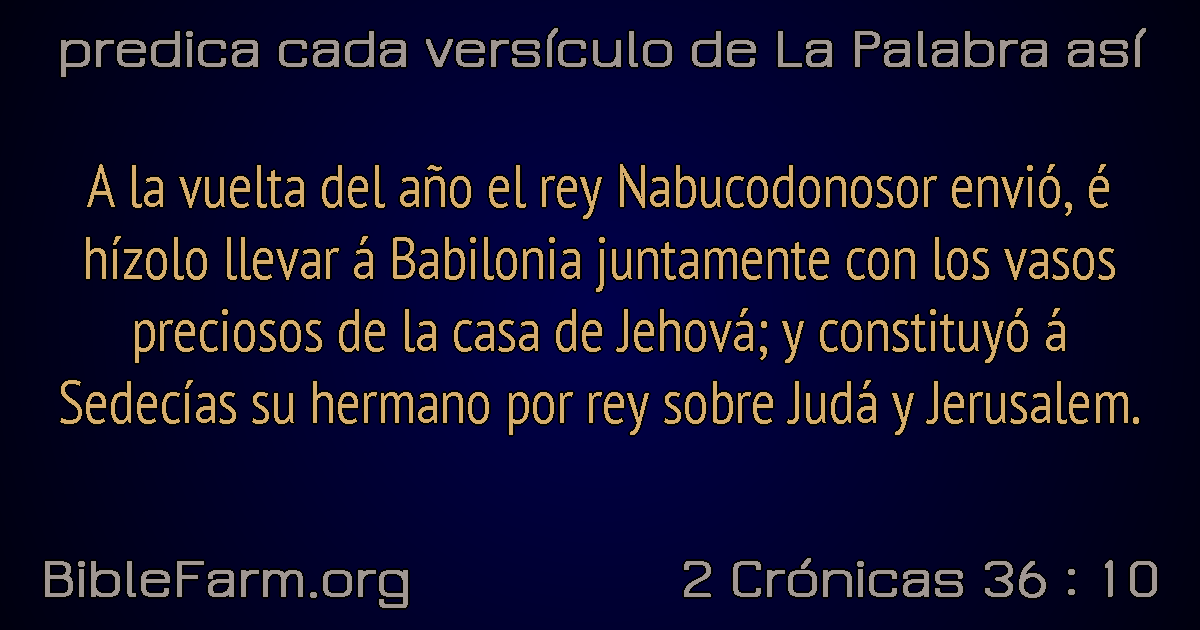 predica cada versículo de La Palabra así
A la vuelta del año el rey Nabucodonosor envió, é
hízolo llevar á Babilonia juntamente con los vasos
preciosos de la casa de Jehová; y constituyó á
Sedecías su hermano por rey sobre Judá y Jerusalem.
BibleFarm.org
2 Crónicas 36 : 10